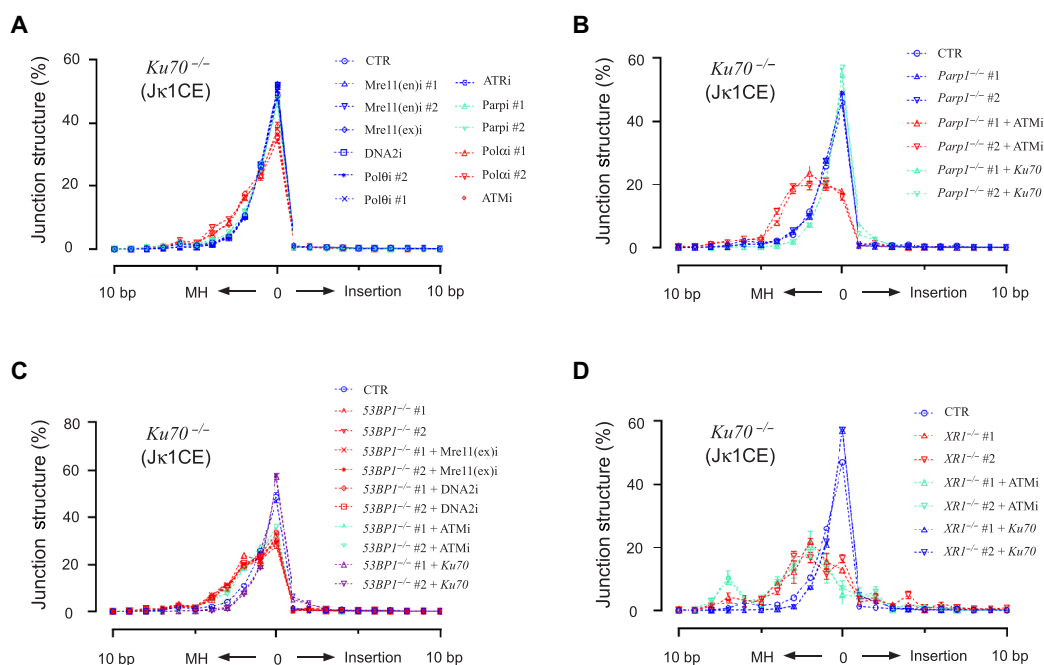 A
Ku70 –/–
(Jκ1CE)
Junction structure (%)
60
40
20
0
10 bp
MH
0
Insertion
10 bp
CTR
Mre11(en)i #1
Mre11(en)i #2
Mre11(ex)i
DNA2i
Polθi #2
Polθi #1
ATRi
Parpi #1
Parpi #2
Polαi #1
Polαi #2
ATMi
B
Ku70 –/–
(Jκ1CE)
Junction structure (%)
60
40
20
0
10 bp
MH
0
Insertion
10 bp
CTR
Parp1–/– #1
Parp1–/– #2
Parp1–/– #1 + ATMi
Parp1–/– #2 + ATMi
Parp1–/– #1 + Ku70
Parp1–/– #2 + Ku70
C
Ku70 –/–
(Jκ1CE)
Junction structure (%)
80
60
40
20
0
10 bp
MH
0
Insertion
10 bp
CTR
53BP1–/– #1
53BP1–/– #2
53BP1–/– #1 + Mre11(ex)i
53BP1–/– #2 + Mre11(ex)i
53BP1–/– #1 + DNA2i
53BP1–/– #2 + DNA2i
53BP1–/– #1 + ATMi
53BP1–/– #2 + ATMi
53BP1–/– #1 + Ku70
53BP1–/– #2 + Ku70
D
Ku70 –/–
(Jκ1CE)
Junction structure (%)
60
40
20
0
10 bp
MH
0
Insertion
10 bp
CTR
XR1–/– #1
XR1–/– #2
XR1–/– #1 + ATMi
XR1–/– #2 + ATMi
XR1–/– #1 + Ku70
XR1–/– #2 + Ku70